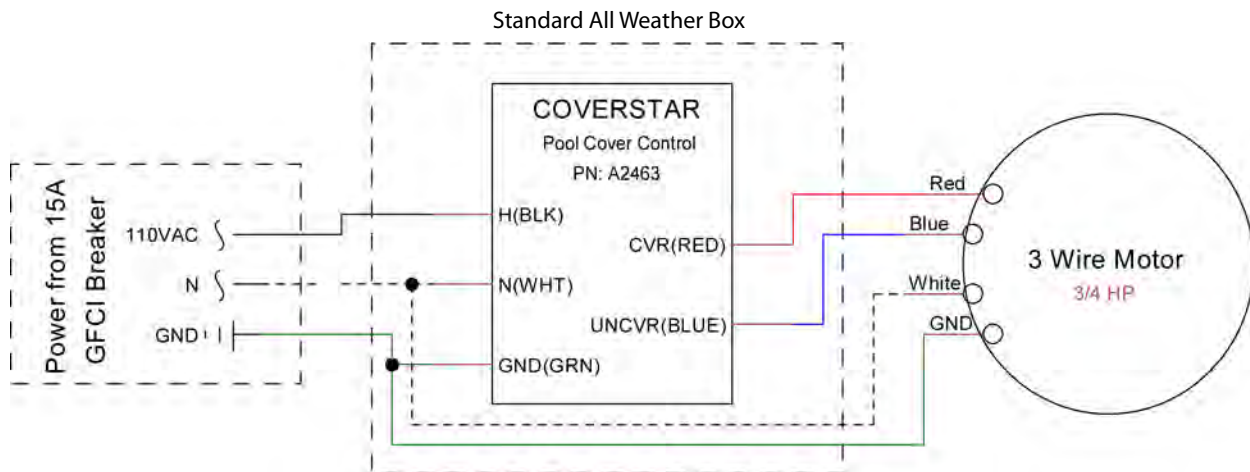 Standard All Weather Box
Power from 15A
GFCI Breaker
110VAC
N
GND
COVERSTAR
Pool Cover Control
PN: A2463
H(BLK)
N(WHT)
GND(GRN)
CVR(RED)
UNCVR(BLUE)
Red
Blue
White
GND
3 Wire Motor
3/4 HP